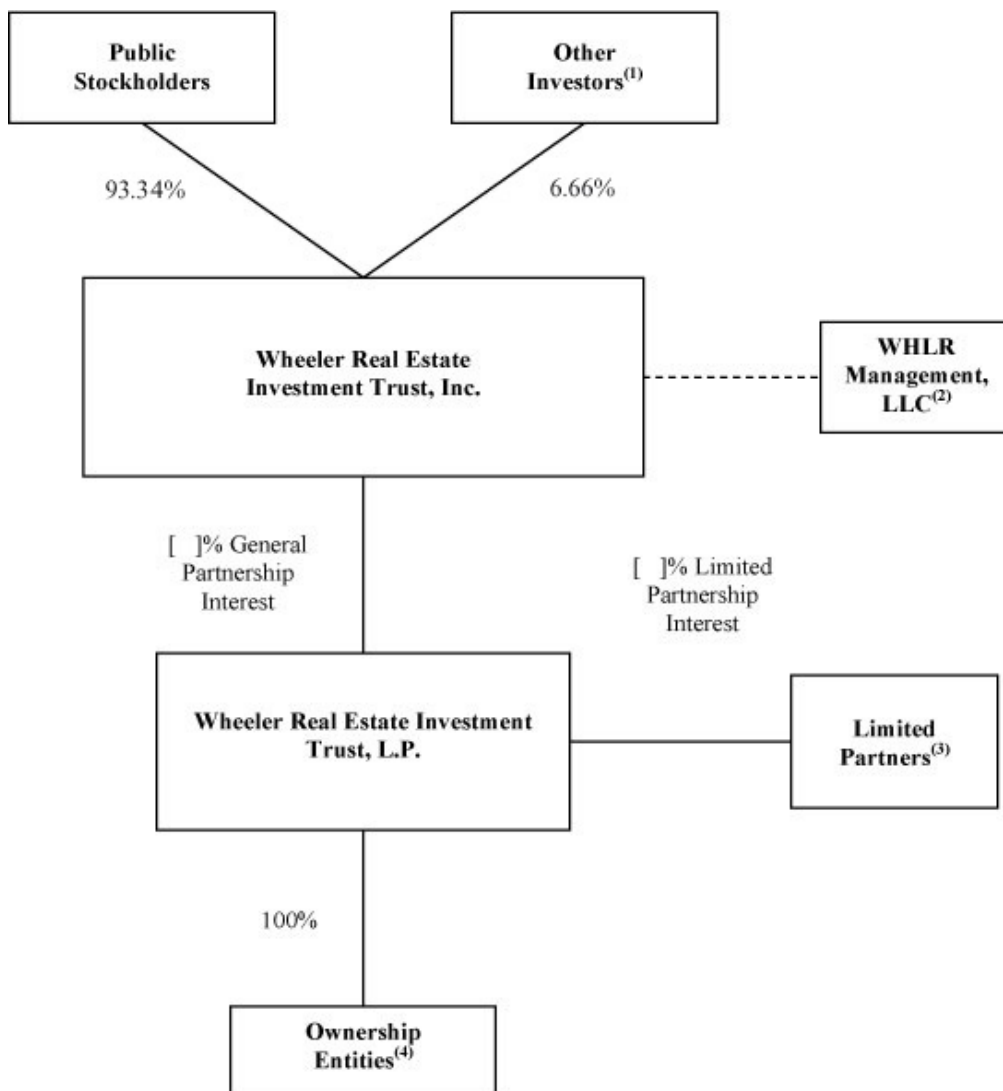 Public
Stockholders
Other
Investors(1)
93.34%
6.66%
Wheeler Real Estate
Investment Trust, Inc.
WHLR
Management,
LLC(2)
[ ]% General
Partnership
Interest
[ ]% Limited
Partnership
Interest
Wheeler Real Estate Investment
Trust, L.P.
Limited
Partners(3)
100%
Ownership
Entities(4)